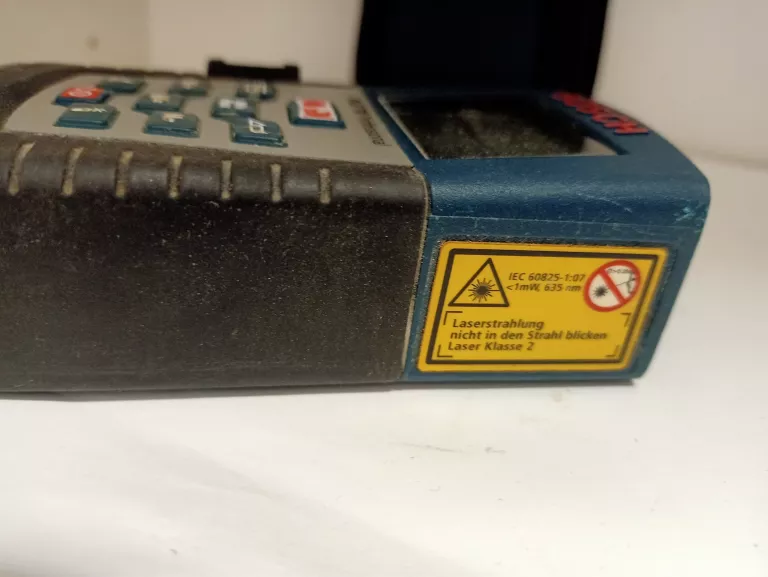 BOSCH
IEC 60825-1:07
<1mW, 635 nm
Laserstrahlung
nicht in den Strahl blicken
Laser Klasse 2